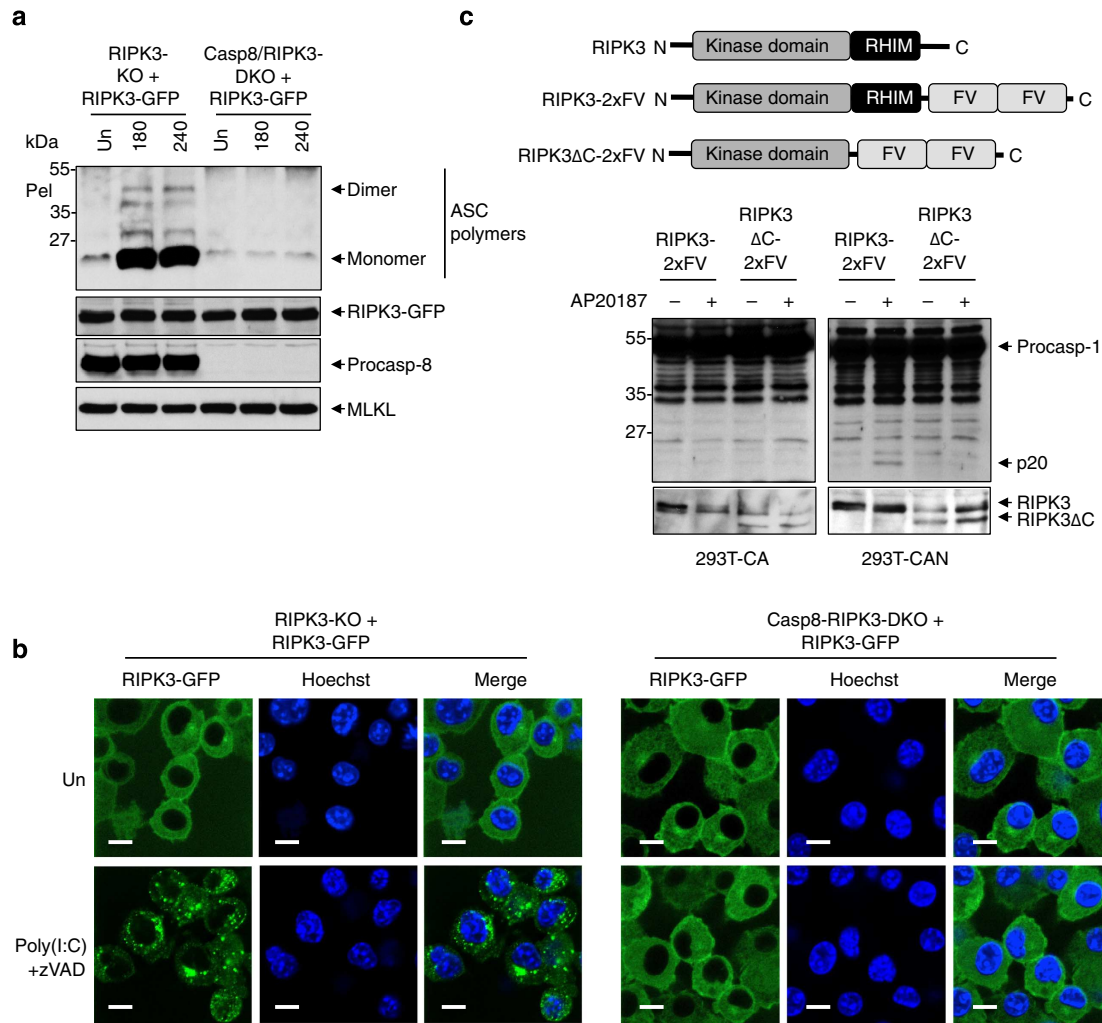 a
RIPK3-
KO +
RIPK3-GFP
Casp8/RIPK3-
DKO +
RIPK3-GFP
kDa
Un
180
240
Un
180
240
55-
Pel
35-
27-
Dimer
Monomer
ASC
polymers
RIPK3-GFP
Procasp-8
MLKL
c
RIPK3 N
Kinase domain
RHIM
C
RIPK3-2xFV N
Kinase domain
RHIM
FV
FV
C
RIPK3ΔC-2xFV N
Kinase domain
FV
FV
C
RIPK3-
2xFV
RIPK3
ΔC-
2xFV
RIPK3-
2xFV
RIPK3
ΔC-
2xFV
AP20187 – + – + – + – +
55-
35-
27-
Procasp-1
p20
RIPK3
RIPK3ΔC
293T-CA
293T-CAN
b
RIPK3-KO +
RIPK3-GFP
Casp8-RIPK3-DKO +
RIPK3-GFP
RIPK3-GFP
Hoechst
Merge
RIPK3-GFP
Hoechst
Merge
Un
Poly(I:C)
+zVAD